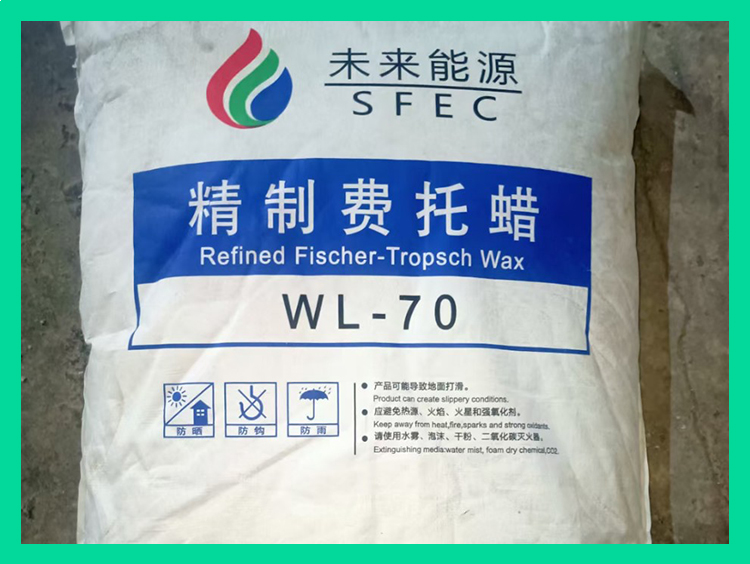 未来能源
SFEC
精制费托蜡
Refined Fischer-Tropsch Wax
WL-70
防晒
防钩
防雨
产品可能导致地面打滑。
Product can create slippery conditions.
应避免热源、火焰、火星和强氧化剂。
Keep away from heat,fire,sparks and strong oxidants.
请使用水雾、泡沫、干粉、二氧化碳灭火器。
Extinguishing media:water mist, foam dry chemical,CO2.